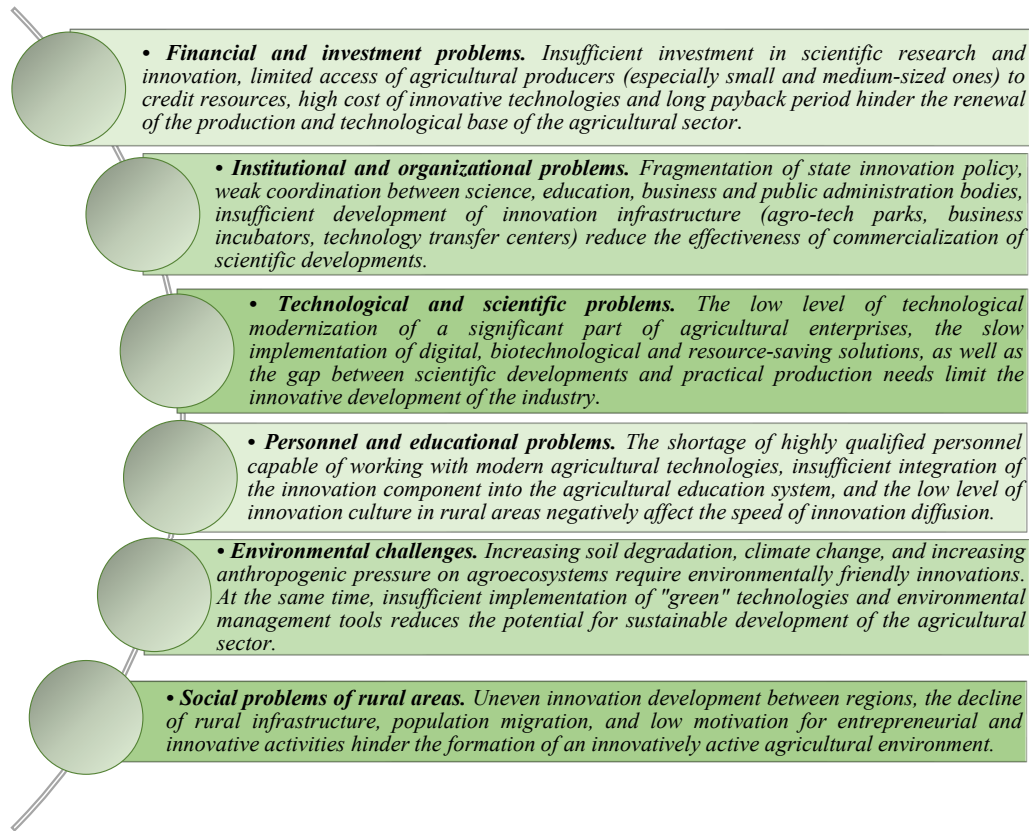 • Financial and investment problems. Insufficient investment in scientific research and
innovation, limited access of agricultural producers (especially small and medium-sized ones) to
credit resources, high cost of innovative technologies and long payback period hinder the renewal
of the production and technological base of the agricultural sector.
• Institutional and organizational problems. Fragmentation of state innovation policy,
weak coordination between science, education, business and public administration bodies,
insufficient development of innovation infrastructure (agro-tech parks, business
incubators, technology transfer centers) reduce the effectiveness of commercialization of
scientific developments.
• Technological and scientific problems. The low level of technological
modernization of a significant part of agricultural enterprises, the slow
implementation of digital, biotechnological and resource-saving solutions, as well as
the gap between scientific developments and practical production needs limit the
innovative development of the industry.
• Personnel and educational problems. The shortage of highly qualified personnel
capable of working with modern agricultural technologies, insufficient integration of
the innovation component into the agricultural education system, and the low level of
innovation culture in rural areas negatively affect the speed of innovation diffusion.
• Environmental challenges. Increasing soil degradation, climate change, and increasing
anthropogenic pressure on agroecosystems require environmentally friendly innovations.
At the same time, insufficient implementation of "green" technologies and environmental
management tools reduces the potential for sustainable development of the agricultural
sector.
• Social problems of rural areas. Uneven innovation development between regions, the decline
of rural infrastructure, population migration, and low motivation for entrepreneurial and
innovative activities hinder the formation of an innovatively active agricultural environment.